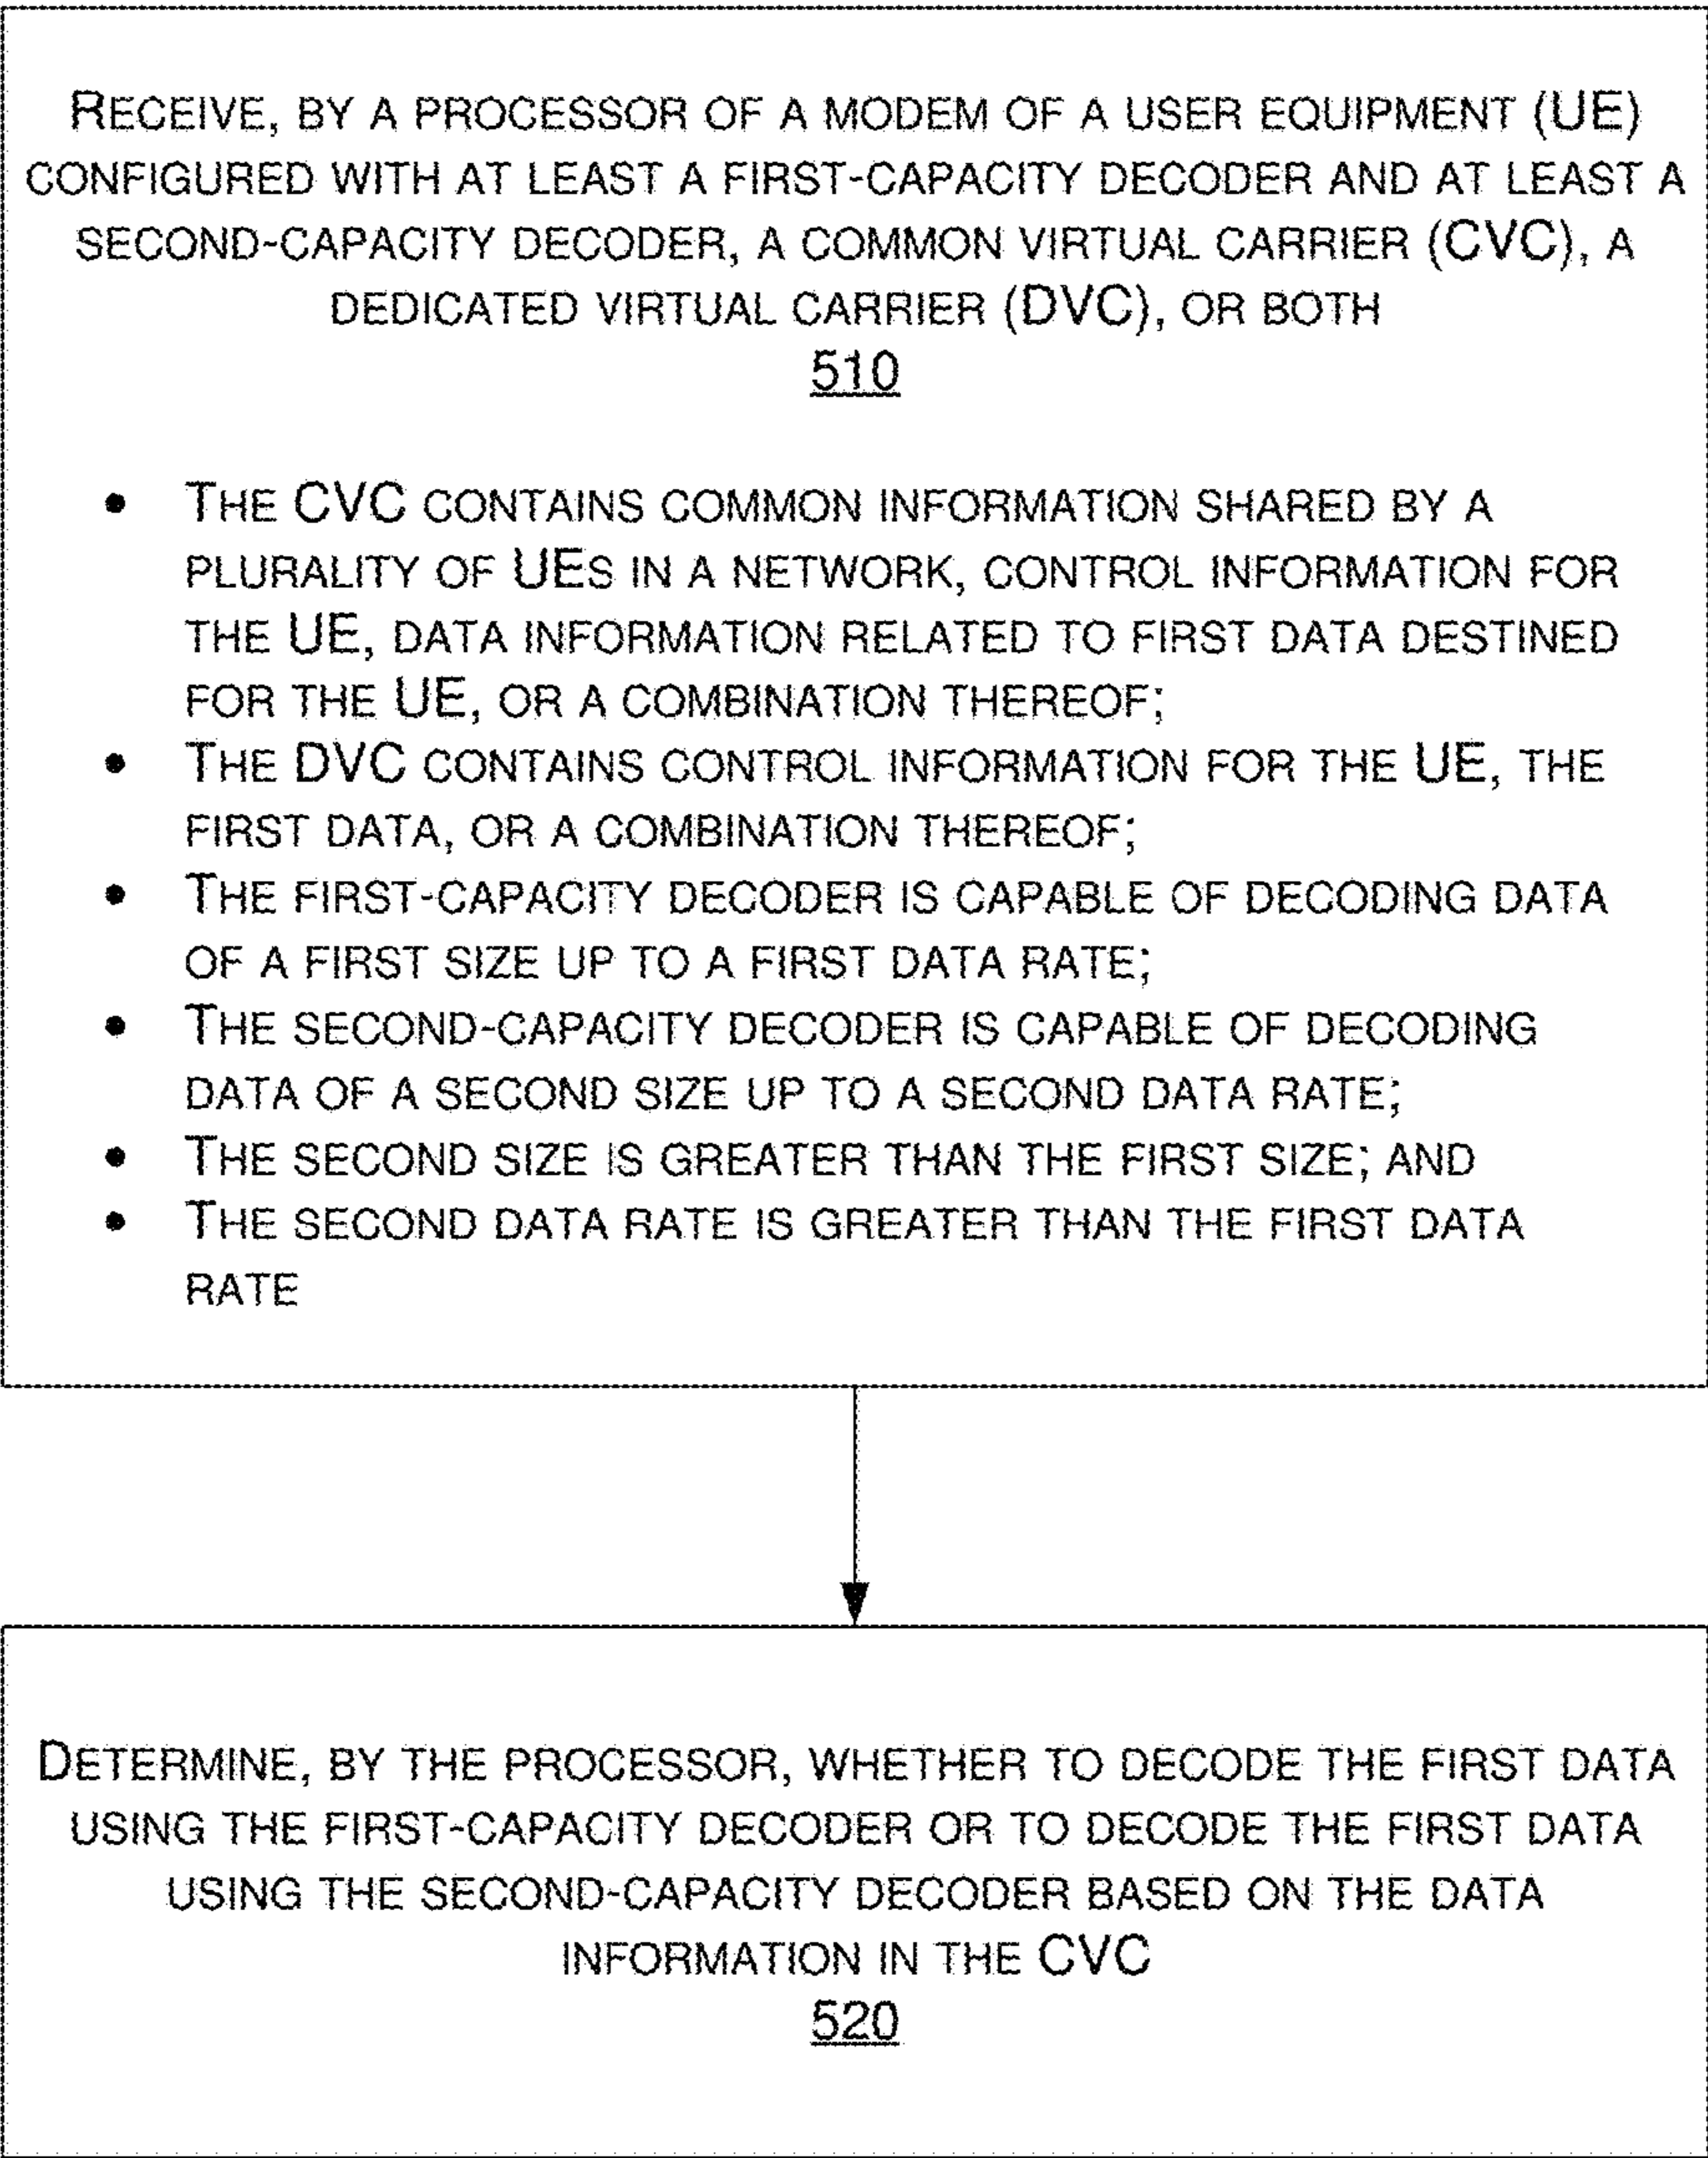 RECEIVE, BY A PROCESSOR OF A MODEM OF A USER EQUIPMENT (UE)
CONFIGURED WITH AT LEAST A FIRST-CAPACITY DECODER AND AT LEAST A
SECOND-CAPACITY DECODER, A COMMON VIRTUAL CARRIER (CVC), A
DEDICATED VIRTUAL CARRIER (DVC), OR BOTH
510
• THE CVC CONTAINS COMMON INFORMATION SHARED BY A
PLURALITY OF UES IN A NETWORK, CONTROL INFORMATION FOR
THE UE, DATA INFORMATION RELATED TO FIRST DATA DESTINED
FOR THE UE, OR A COMBINATION THEREOF;
• THE DVC CONTAINS CONTROL INFORMATION FOR THE UE, THE
FIRST DATA, OR A COMBINATION THEREOF;
• THE FIRST-CAPACITY DECODER IS CAPABLE OF DECODING DATA
OF A FIRST SIZE UP TO A FIRST DATA RATE;
• THE SECOND-CAPACITY DECODER IS CAPABLE OF DECODING
DATA OF A SECOND SIZE UP TO A SECOND DATA RATE;
• THE SECOND SIZE IS GREATER THAN THE FIRST SIZE; AND
• THE SECOND DATA RATE IS GREATER THAN THE FIRST DATA
RATE
DETERMINE, BY THE PROCESSOR, WHETHER TO DECODE THE FIRST DATA
USING THE FIRST-CAPACITY DECODER OR TO DECODE THE FIRST DATA
USING THE SECOND-CAPACITY DECODER BASED ON THE DATA
INFORMATION IN THE CVC
520